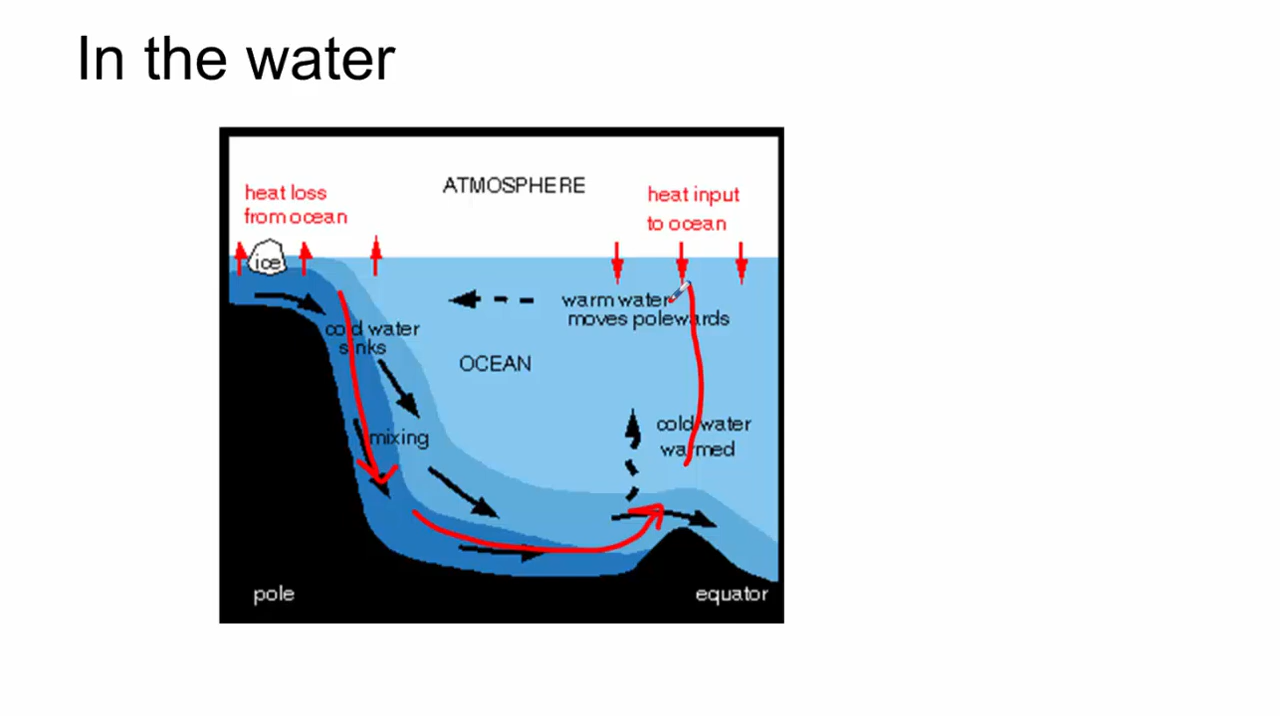 In the water
heat loss
from ocean
ATMOSPHERE
heat input
to ocean
ice
warm water
moves polewards
cold water
sinks
OCEAN
mixing
cold water
warmed
pole
equator